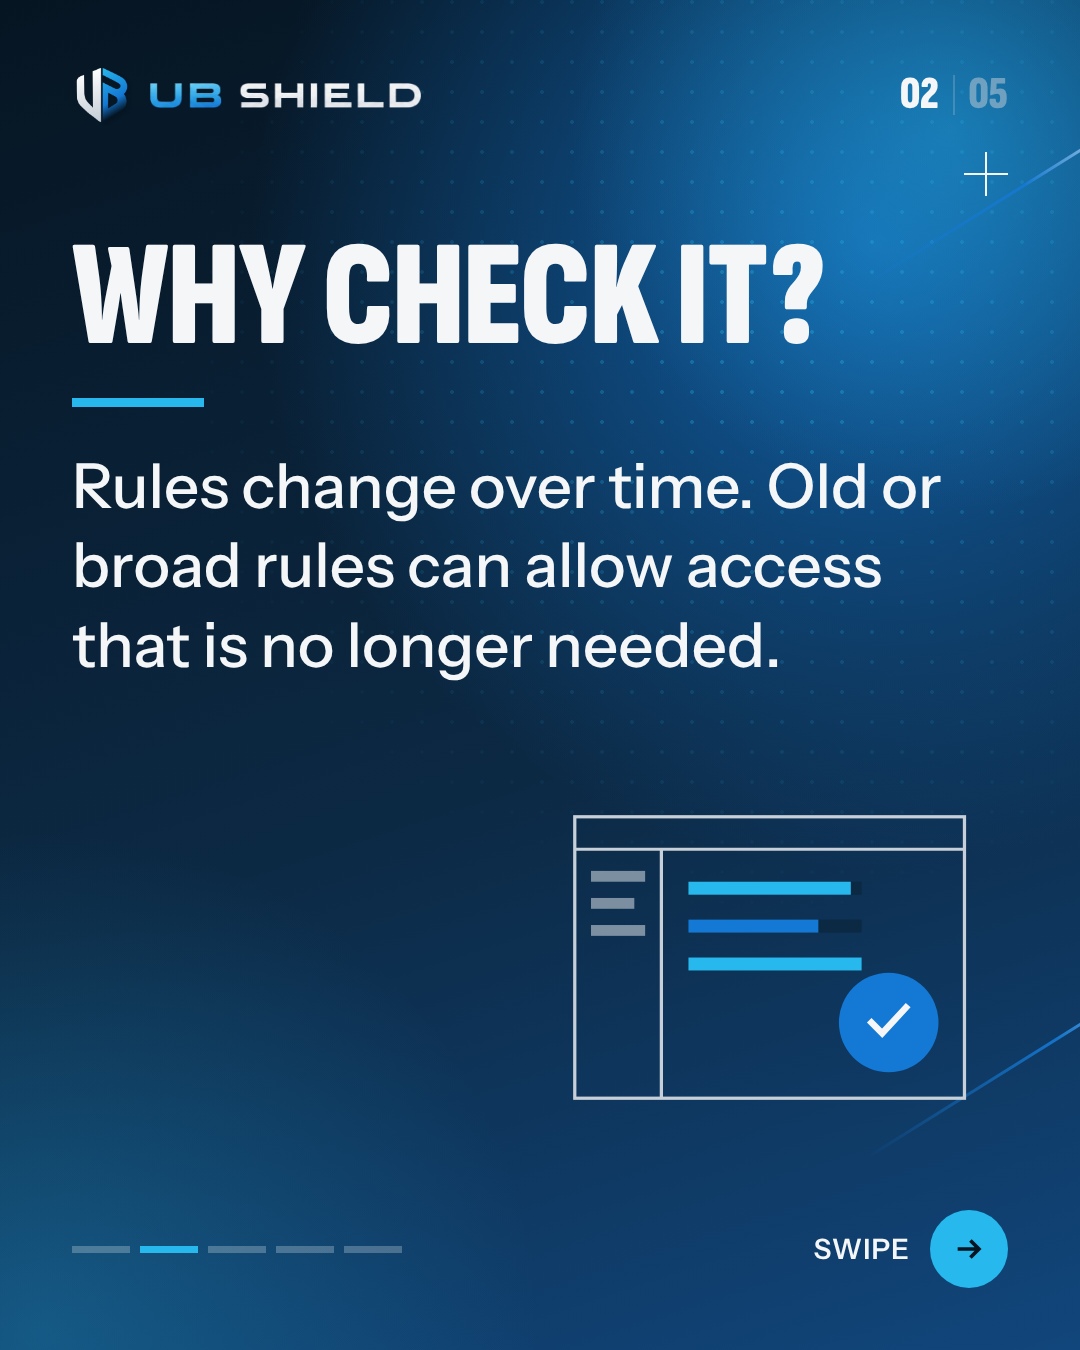 UB SHIELD
02 | 05
WHY CHECK IT?
Rules change over time. Old or
broad rules can allow access
that is no longer needed.
SWIPE